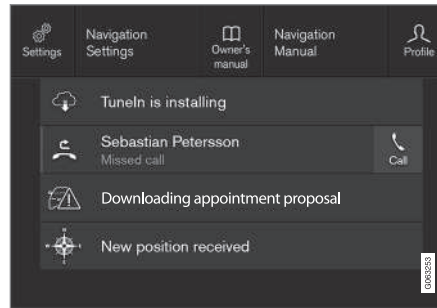 Settings
Navigation
Settings
Owner's
manual
Navigation
Manual
Profile
TuneIn is installing
Sebastian Petersson
Missed call
Call
Downloading appointment proposal
New position received
G063253